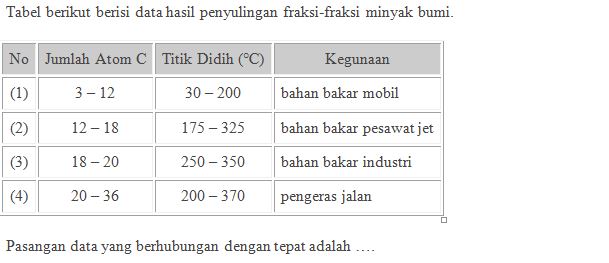 Tabel berikut berisi data hasil penyulingan fraksi-fraksi minyak bumi.
No Jumlah Atom C Titik Didih (°C) Kegunaan
(1) 3 – 12 30 – 200 bahan bakar mobil
(2) 12 – 18 175 – 325 bahan bakar pesawat jet
(3) 18 – 20 250 – 350 bahan bakar industri
(4) 20 – 36 200 – 370 pengeras jalan
Pasangan data yang berhubungan dengan tepat adalah ….